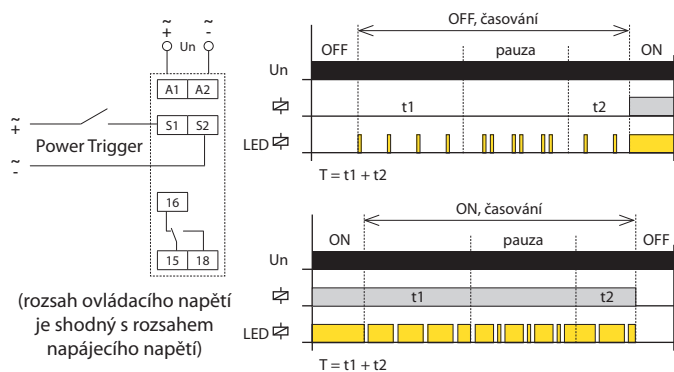 ~
+
Un
~
-
A1 A2
~
+
S1 S2
Power Trigger
~
-
16
15 18
(rozsah ovládacího napětí
je shodný s rozsahem
napájecího napětí)
OFF, časování
OFF pauza ON
Un
t1 t2
LED
T = t1 + t2
ON, časování
ON pauza OFF
Un
t1 t2
LED
T = t1 + t2